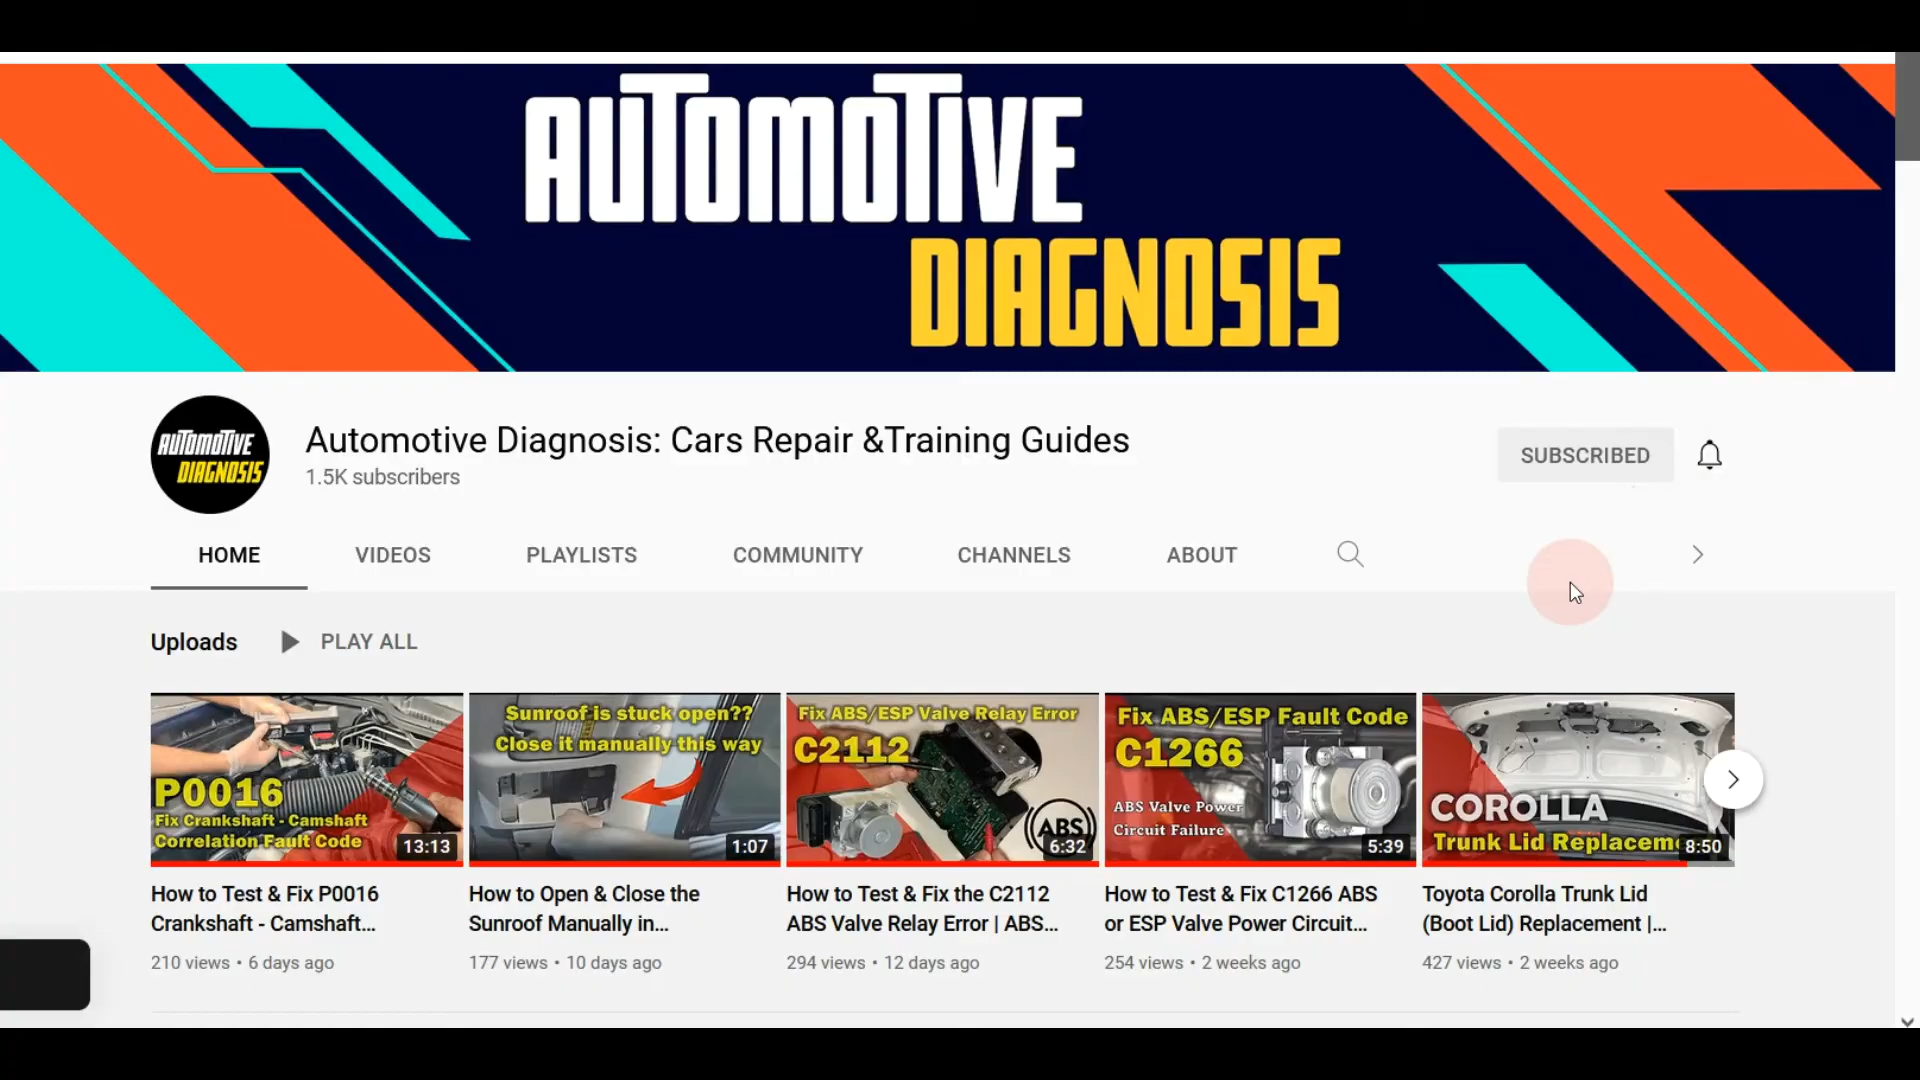 AUTOMOTIVE
DIAGNOSIS
AUTOMOTIVE
DIAGNOSIS
Automotive Diagnosis: Cars Repair &Training Guides
1.5K subscribers
SUBSCRIBED
HOME
VIDEOS
PLAYLISTS
COMMUNITY
CHANNELS
ABOUT
Uploads
PLAY ALL
P0016
Fix Crankshaft - Camshaft
Correlation Fault Code
13:13
How to Test & Fix P0016
Crankshaft - Camshaft...
210 views • 6 days ago
Sunroof is stuck open??
Close it manually this way
1:07
How to Open & Close the
Sunroof Manually in...
177 views • 10 days ago
Fix ABS/ESP Valve Relay Error
C2112
ABS
6:32
How to Test & Fix the C2112
ABS Valve Relay Error | ABS...
294 views • 12 days ago
Fix ABS/ESP Fault Code
C1266
ABS Valve Power
Circuit Failure
5:39
How to Test & Fix C1266 ABS
or ESP Valve Power Circuit...
254 views • 2 weeks ago
COROLLA
Trunk Lid Replacem
8:50
Toyota Corolla Trunk Lid
(Boot Lid) Replacement |...
427 views • 2 weeks ago